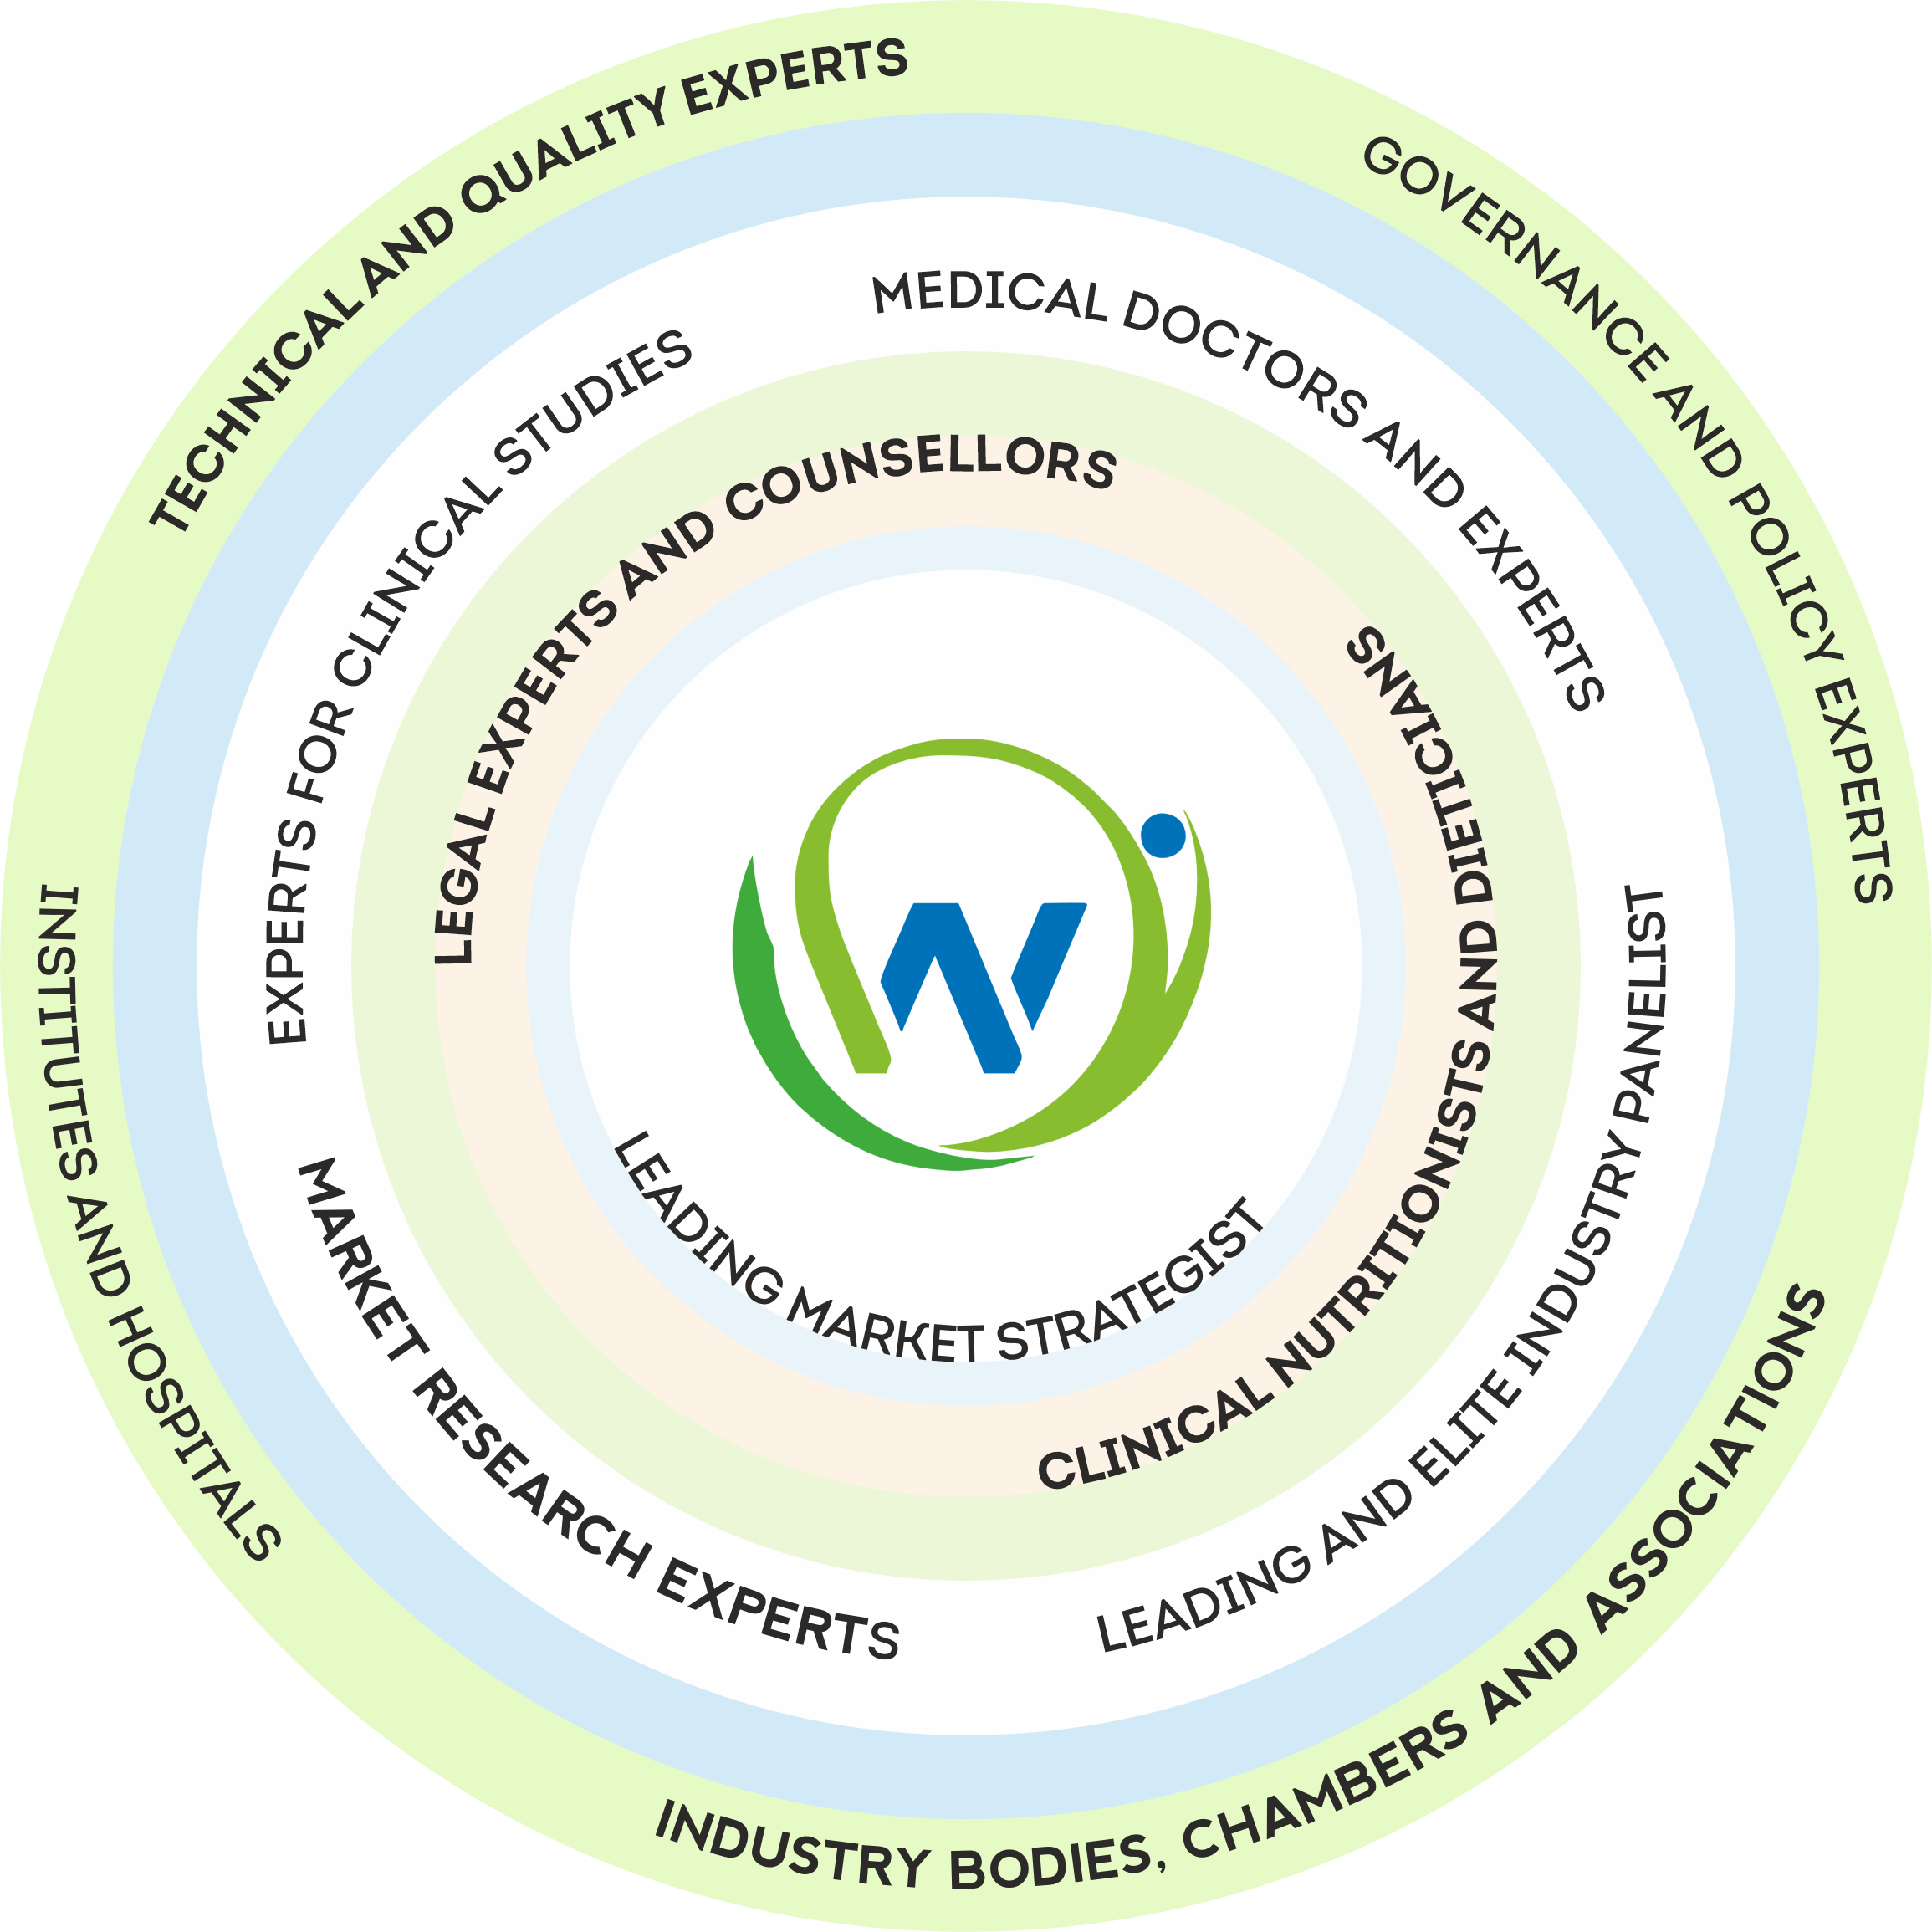 TECHNICAL AND QUALITY EXPERTS
GOVERNANCE AND POLICY EXPERTS
INSTITUTES AND HOSPITALS
INDUSTRY BODIES, CHAMBERS AND ASSOCIATIONS
EXPERTS FOR CLINICAL STUDIES
MEDICAL DOCTORS AND EXPERTS
MARKET RESEARCH EXPERTS
LEADING AND ELITE INDUSTRY PANELIST
LEGAL EXPERTS AND COUNSELLORS
CLINICAL NUTRITIONISTS AND DIETICIANS
LEADING MARKET STRATEGIST